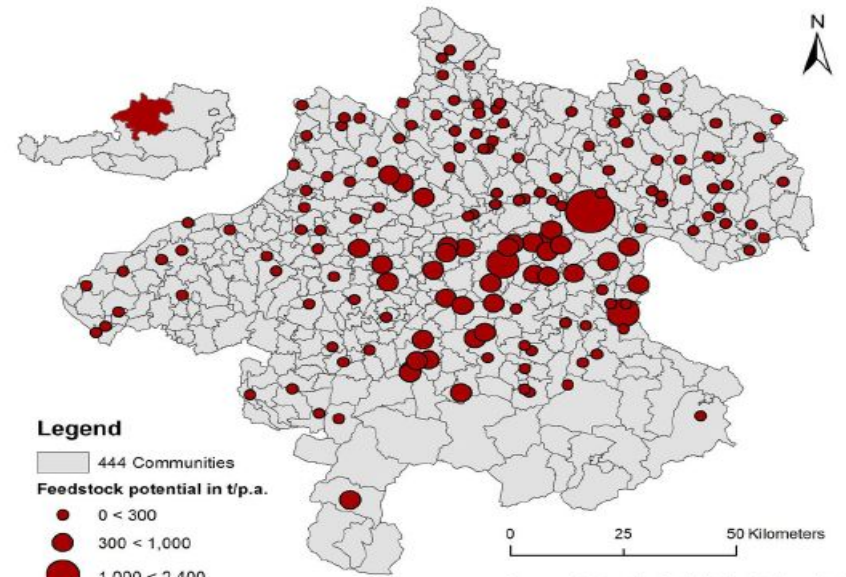 N
Legend
444 Communities
Feedstock potential in t/p.a.
0 < 300
300 < 1,000
1,000 < 2,400
0 25 50 Kilometers